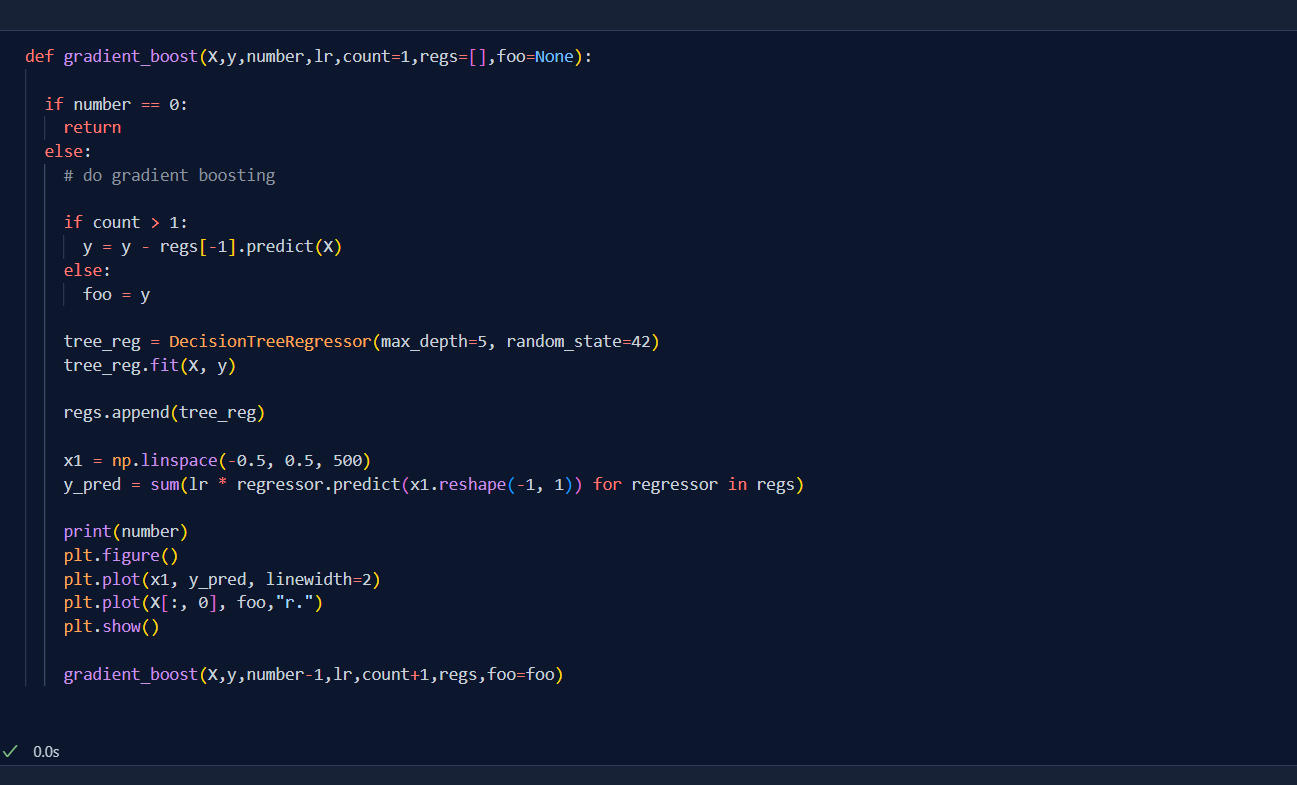 def gradient_boost(X,y,number,lr,count=1,regs=[],foo=None):
if number == 0:
return
else:
# do gradient boosting
if count > 1:
y = y - regs[-1].predict(X)
else:
foo = y
tree_reg = DecisionTreeRegressor(max_depth=5, random_state=42)
tree_reg.fit(X, y)
regs.append(tree_reg)
x1 = np.linspace(-0.5, 0.5, 500)
y_pred = sum(lr * regressor.predict(x1.reshape(-1, 1)) for regressor in regs)
print(number)
plt.figure()
plt.plot(x1, y_pred, linewidth=2)
plt.plot(X[:, 0], foo,"r.")
plt.show()
gradient_boost(X,y,number-1,lr,count+1,regs,foo=foo)
0.0s